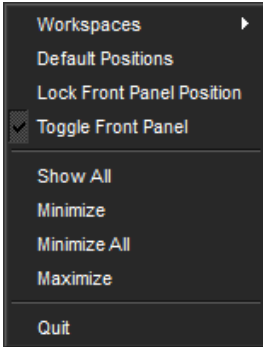 Workspaces
Default Positions
Lock Front Panel Position
Toggle Front Panel
Show All
Minimize
Minimize All
Maximize
Quit